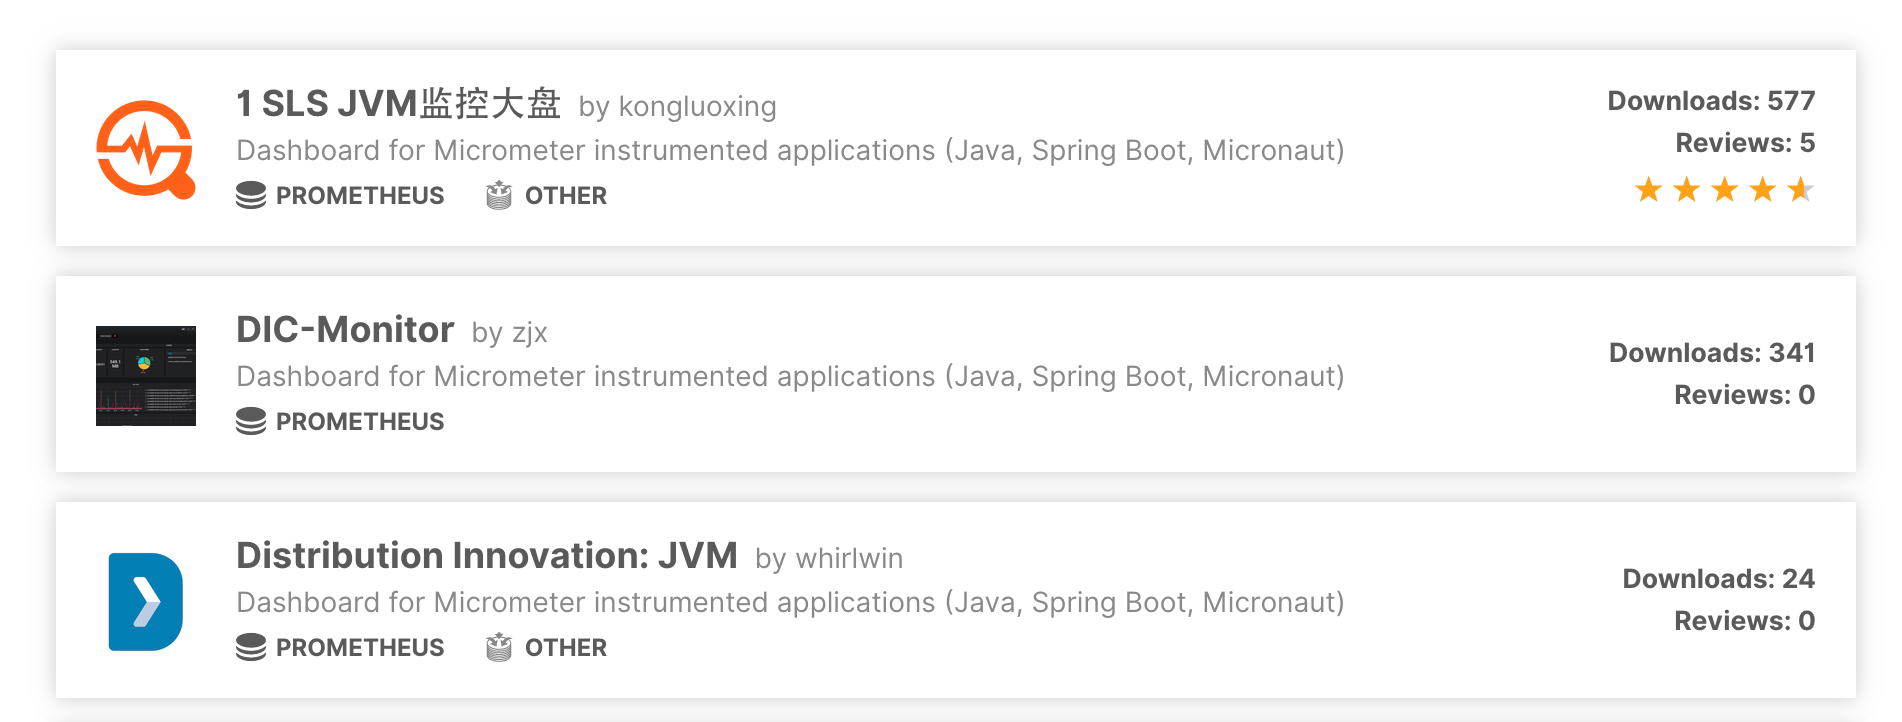 1 SLS JVM监控大盘 by kongluoxing
Dashboard for Micrometer instrumented applications (Java, Spring Boot, Micronaut)
PROMETHEUS OTHER
Downloads: 577
Reviews: 5
DIC-Monitor by zjx
Dashboard for Micrometer instrumented applications (Java, Spring Boot, Micronaut)
PROMETHEUS
Downloads: 341
Reviews: 0
Distribution Innovation: JVM by whirlwin
Dashboard for Micrometer instrumented applications (Java, Spring Boot, Micronaut)
PROMETHEUS OTHER
Downloads: 24
Reviews: 0